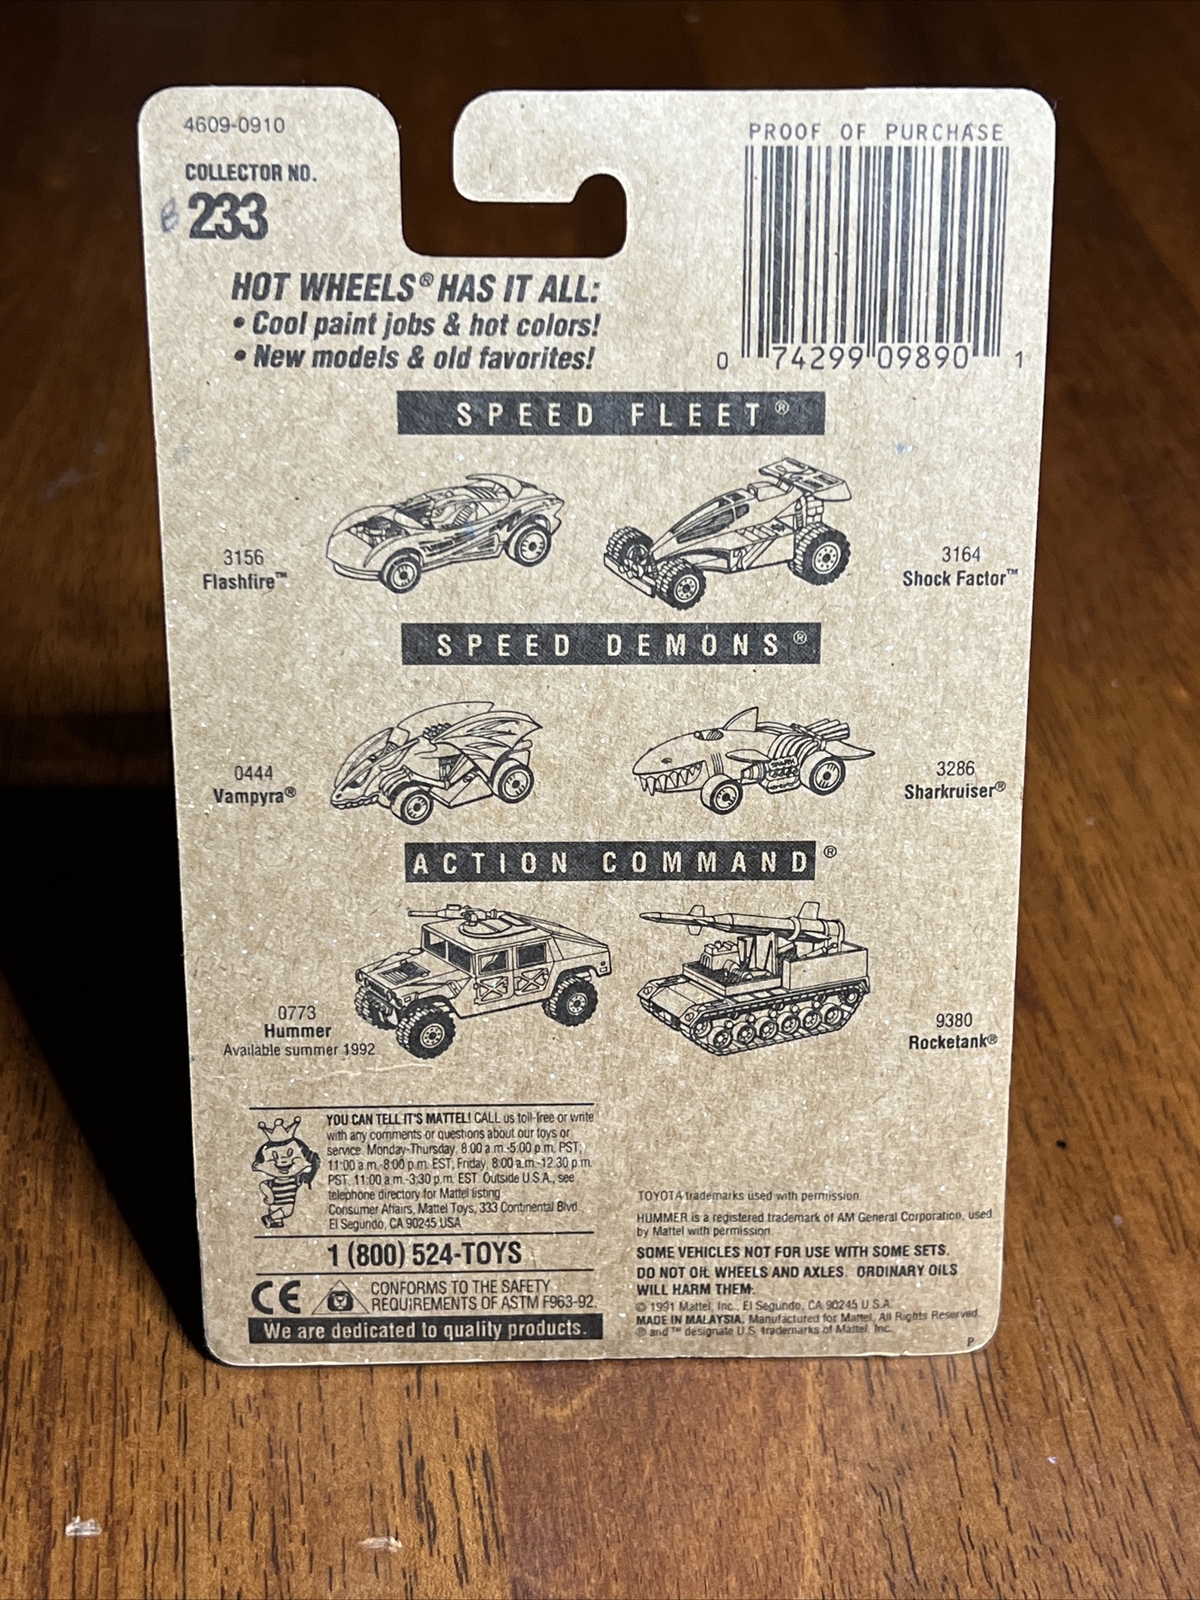 4609-0910
PROOF OF PURCHASE
COLLECTOR NO.
B 233
0 74299 09890 1
HOT WHEELS® HAS IT ALL:
• Cool paint jobs & hot colors!
• New models & old favorites!
SPEED FLEET®
3156
Flashfire™
3164
Shock Factor™
SPEED DEMONS®
0444
Vampyra®
3286
Sharkruiser®
ACTION COMMAND®
0773
Hummer
Available summer 1992
9380
Rocketank®
YOU CAN TELL IT'S MATTEL! CALL us toll-free or write
with any comments or questions about our toys or
service. Monday-Thursday, 8:00 a.m.-5:00 p.m. PST,
11:00 a.m.-8:00 p.m. EST, Friday, 8:00 a.m.-12:30 p.m.
PST, 11:00 a.m.-3:30 p.m. EST. Outside U.S.A., see
telephone directory for Mattel listing.
Consumer Affairs, Mattel Toys, 333 Continental Blvd.
El Segundo, CA 90245 USA
1 (800) 524-TOYS
CE
CONFORMS TO THE SAFETY
REQUIREMENTS OF ASTM F963-92.
We are dedicated to quality products.
TOYOTA trademarks used with permission.
HUMMER is a registered trademark of AM General Corporation, used
by Mattel with permission.
SOME VEHICLES NOT FOR USE WITH SOME SETS.
DO NOT OIL WHEELS AND AXLES. ORDINARY OILS
WILL HARM THEM.
© 1991 Mattel, Inc., El Segundo, CA 90245 U.S.A.
MADE IN MALAYSIA. Manufactured for Mattel. All Rights Reserved.
® and ™ designate U.S. trademarks of Mattel, Inc.
P